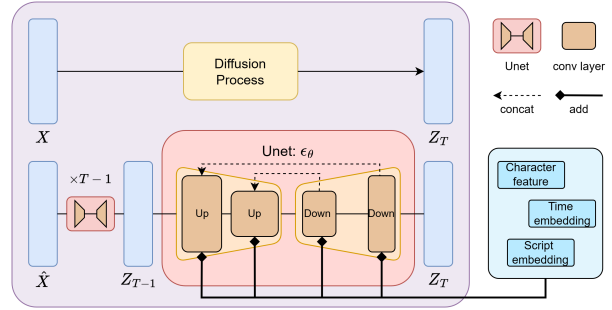 Diffusion
Process
X
Z_T
Unet
conv layer
concat
add
Unet: ϵ_θ
×T − 1
Up
Up
Down
Down
X̂
Z_{T−1}
Z_T
Character
feature
Time
embedding
Script
embedding